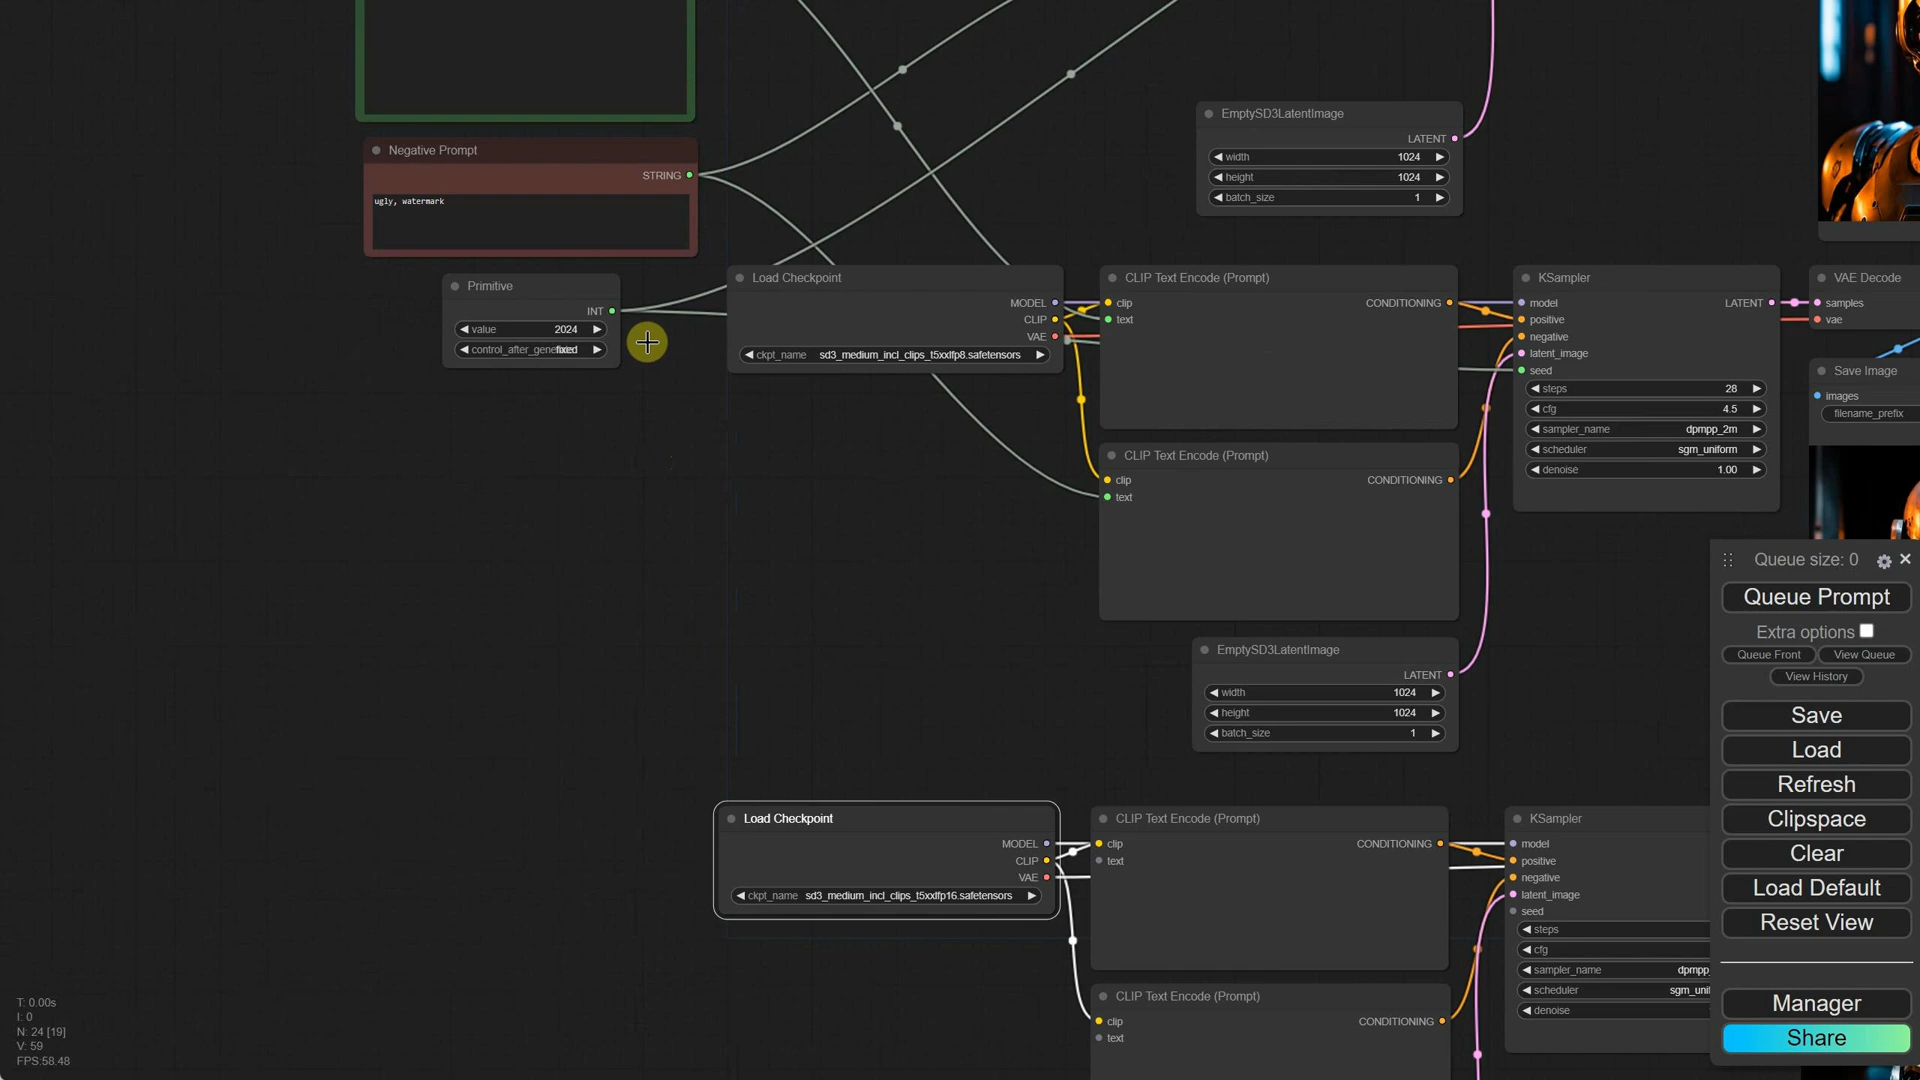 EmptySD3LatentImage
LATENT
width 1024
height 1024
batch_size 1
Negative Prompt
STRING
ugly, watermark
Primitive
INT
value 2024
control_after_gene fixed
Load Checkpoint
MODEL
CLIP
VAE
ckpt_name sd3_medium_incl_clips_t5xxlfp8.safetensors
CLIP Text Encode (Prompt)
clip CONDITIONING
text
KSampler
model LATENT
positive
negative
latent_image
seed
steps 28
cfg 4.5
sampler_name dpmpp_2m
scheduler sgm_uniform
denoise 1.00
VAE Decode
samples
vae
Save Image
images
filename_prefix
CLIP Text Encode (Prompt)
clip CONDITIONING
text
EmptySD3LatentImage
LATENT
width 1024
height 1024
batch_size 1
Load Checkpoint
MODEL
CLIP
VAE
ckpt_name sd3_medium_incl_clips_t5xxlfp16.safetensors
CLIP Text Encode (Prompt)
clip CONDITIONING
text
KSampler
model
positive
negative
latent_image
seed
steps
cfg
sampler_name dpmpp_
scheduler sgm_uni
denoise
CLIP Text Encode (Prompt)
clip CONDITIONING
text
Queue size: 0
Queue Prompt
Extra options
Queue Front View Queue
View History
Save
Load
Refresh
Clipspace
Clear
Load Default
Reset View
Manager
Share
T: 0.00s
I: 0
N: 24 [19]
V: 59
FPS:58.48